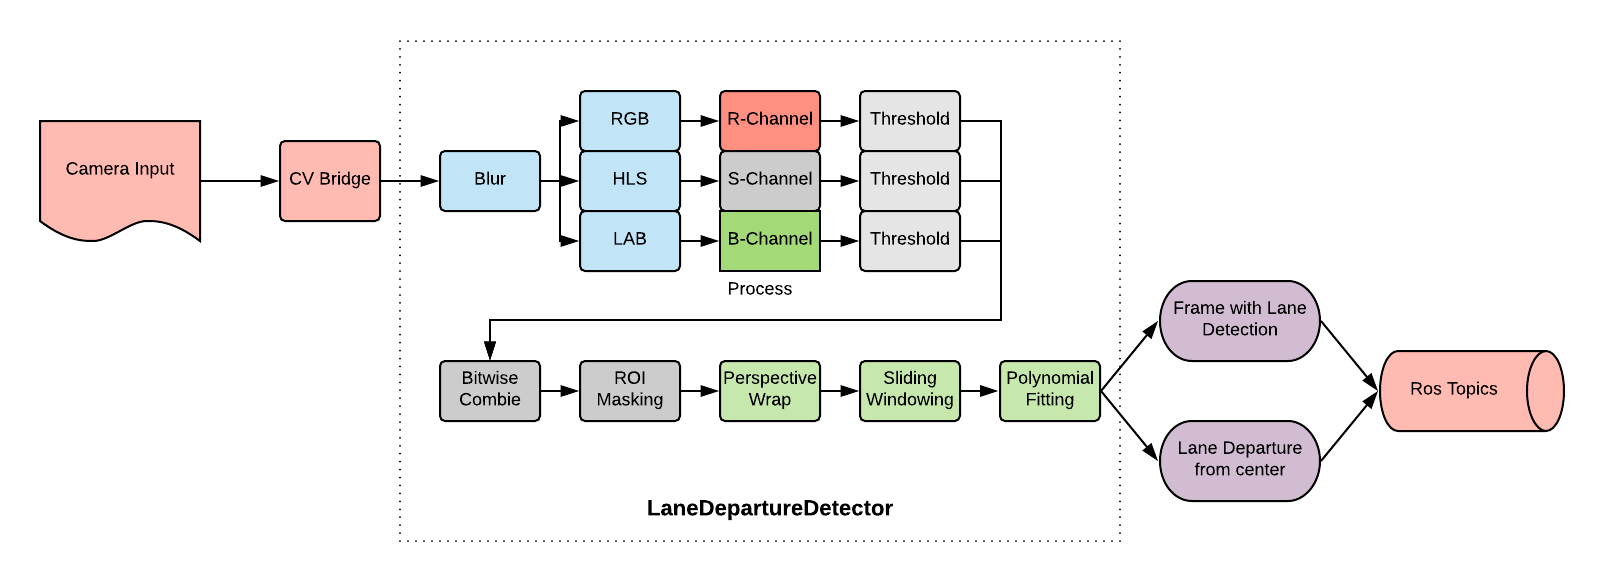 Camera Input
CV Bridge
Blur
RGB
R-Channel
Threshold
HLS
S-Channel
Threshold
LAB
B-Channel
Threshold
Process
Bitwise
Combie
ROI
Masking
Perspective
Wrap
Sliding
Windowing
Polynomial
Fitting
Frame with Lane
Detection
Lane Departure
from center
Ros Topics
LaneDepartureDetector